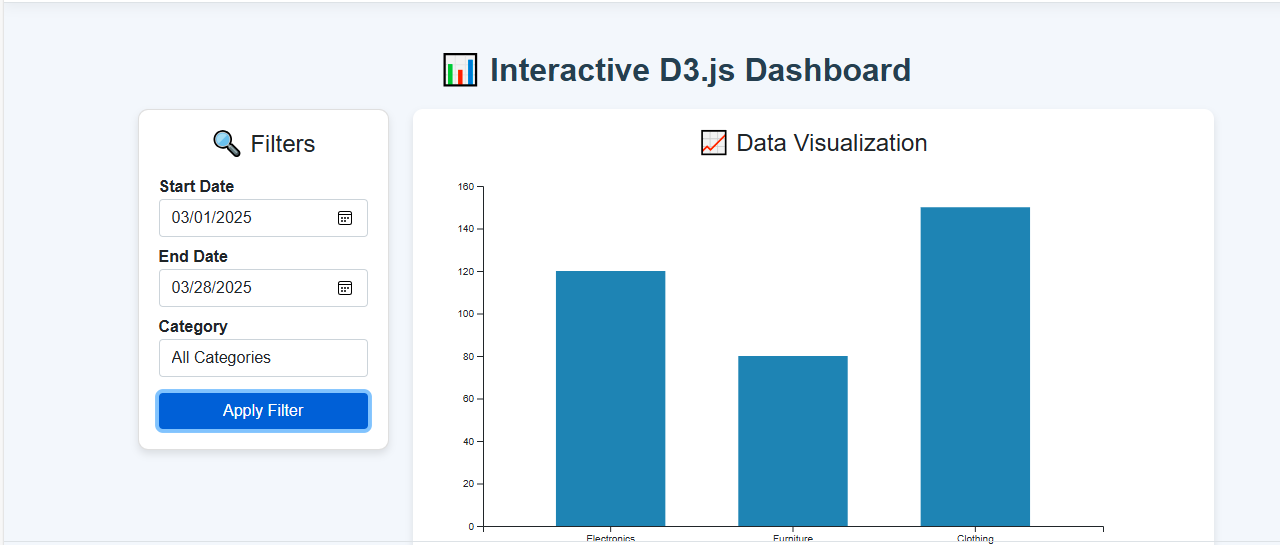 Interactive D3.js Dashboard
Filters
Start Date
03/01/2025
End Date
03/28/2025
Category
All Categories
Apply Filter
Data Visualization
160
140
120
100
80
60
40
20
0
Electronics Furniture Clothing